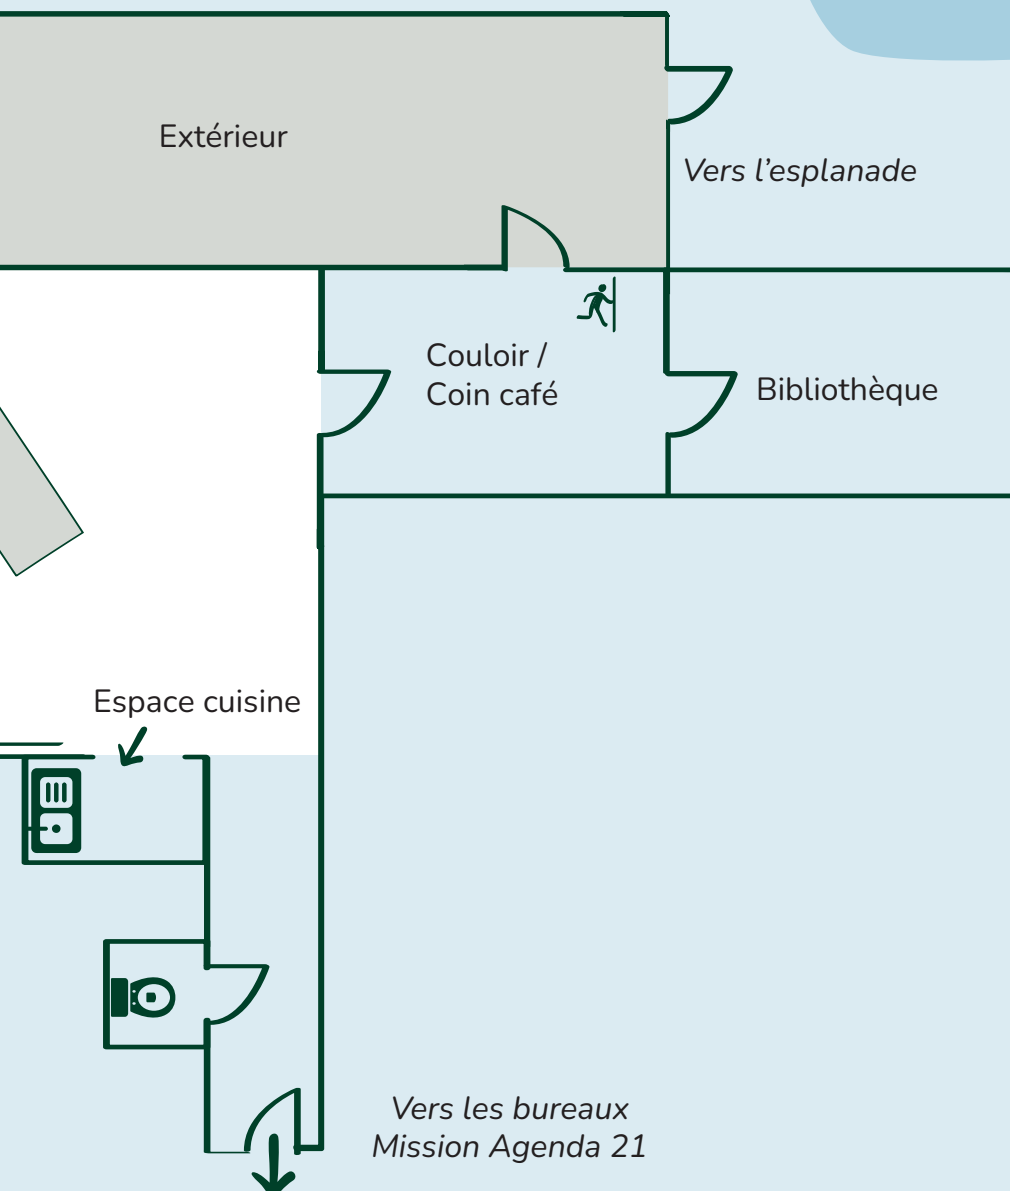 Extérieur
Vers l’esplanade
Couloir /
Coin café
Bibliothèque
Espace cuisine
Vers les bureaux
Mission Agenda 21